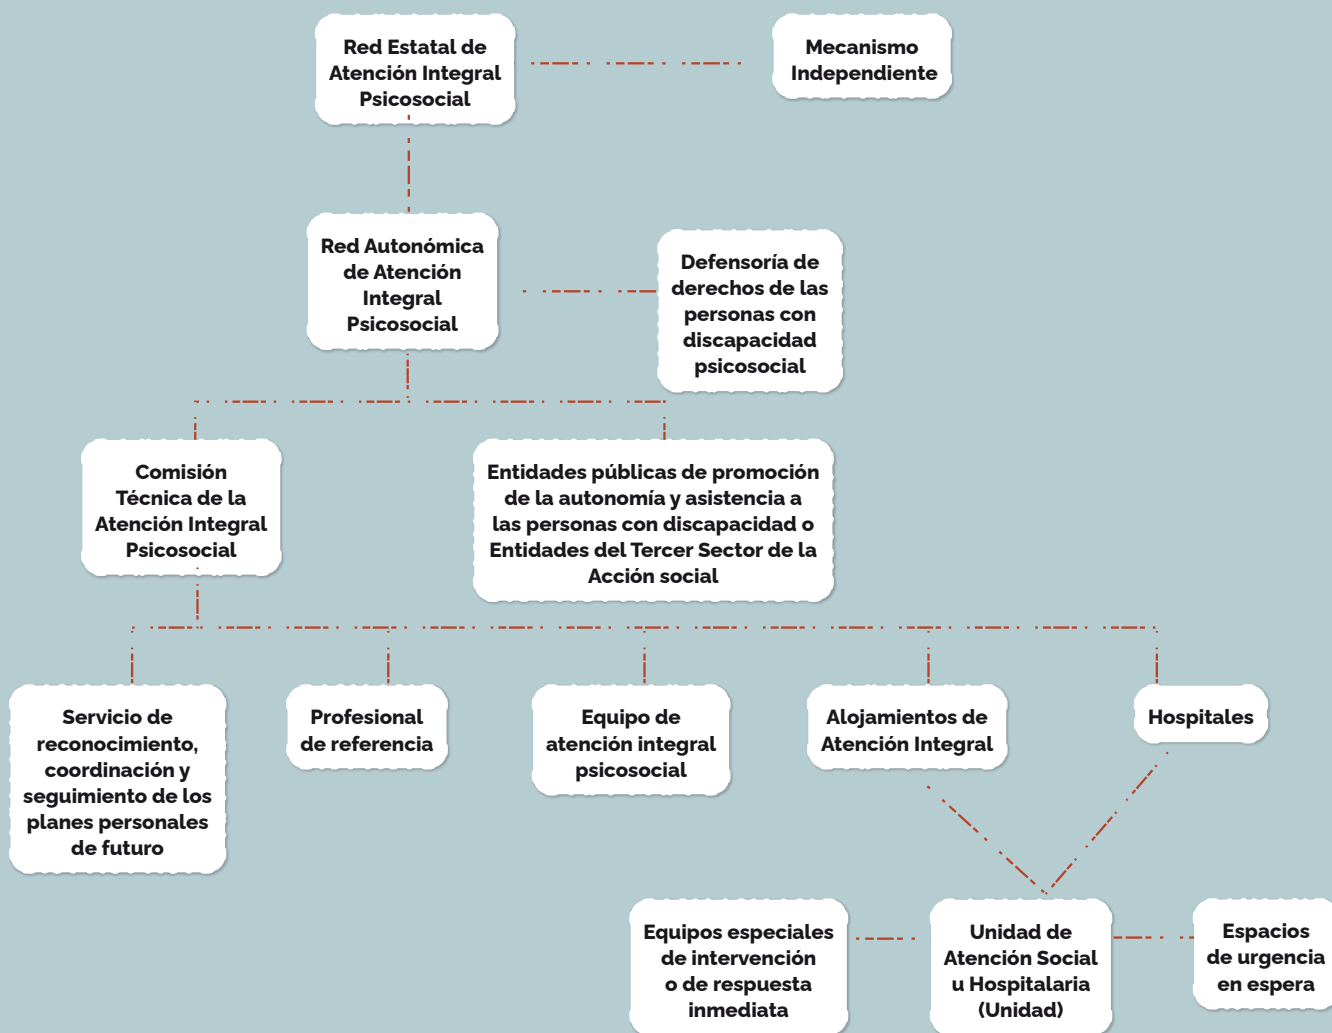 Red Estatal de
Atención Integral
Psicosocial
Mecanismo
Independiente
Red Autonómica
de Atención
Integral
Psicosocial
Defensoría de
derechos de las
personas con
discapacidad
psicosocial
Comisión
Técnica de la
Atención Integral
Psicosocial
Entidades públicas de promoción
de la autonomía y asistencia a
las personas con discapacidad o
Entidades del Tercer Sector de la
Acción social
Servicio de
reconocimiento,
coordinación y
seguimiento de los
planes personales
de futuro
Profesional
de referencia
Equipo de
atención integral
psicosocial
Alojamientos de
Atención Integral
Hospitales
Equipos especiales
de intervención
o de respuesta
inmediata
Unidad de
Atención Social
u Hospitalaria
(Unidad)
Espacios
de urgencia
en espera